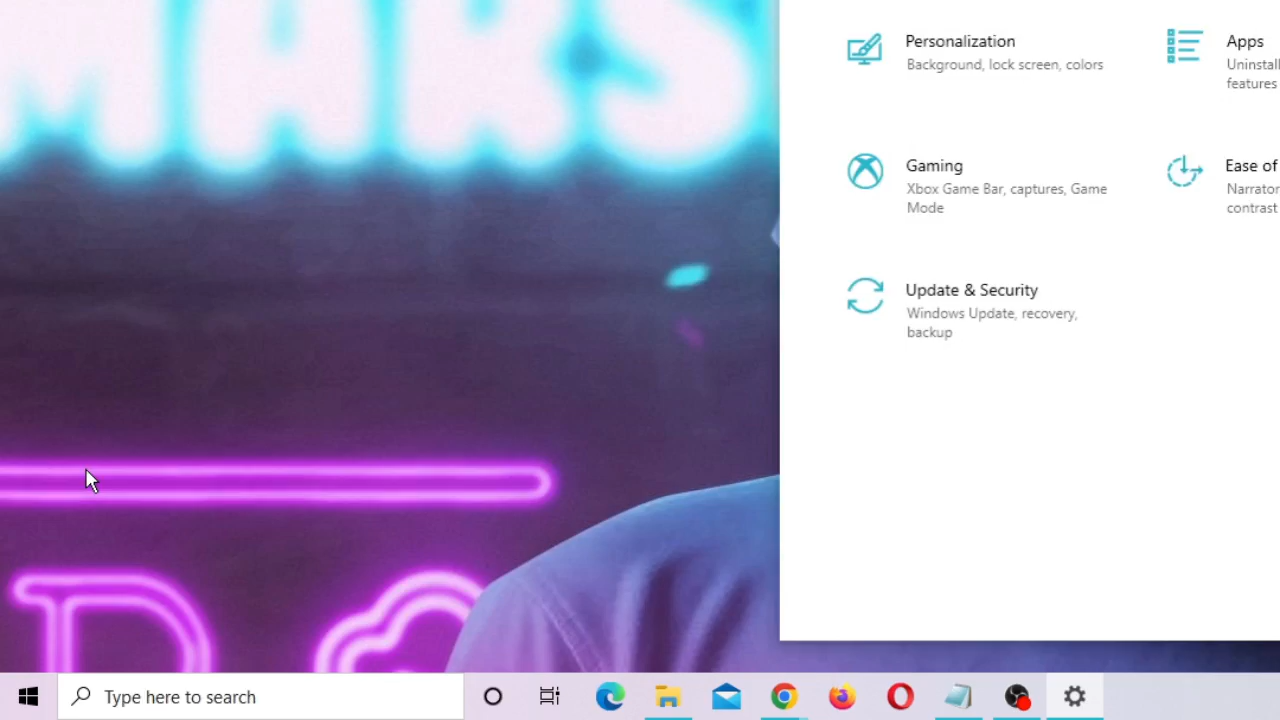 MARS
Personalization
Background, lock screen, colors
Apps
Uninstall
features
Gaming
Xbox Game Bar, captures, Game
Mode
Ease of
Narrator
contrast
Update & Security
Windows Update, recovery,
backup
Type here to search